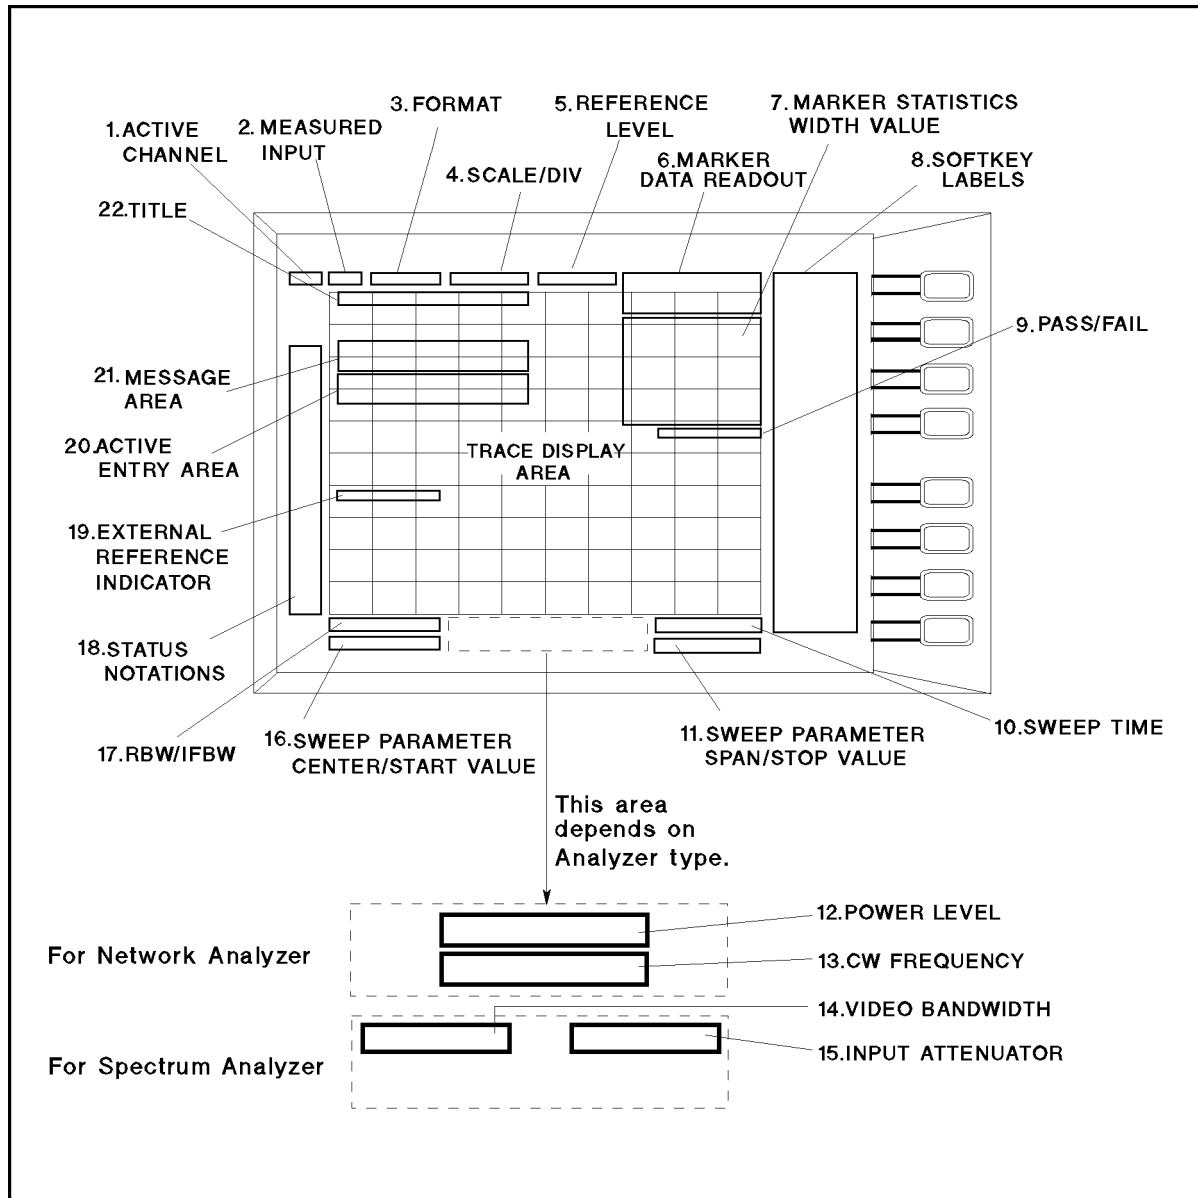 1.ACTIVE
CHANNEL
2.MEASURED
INPUT
3.FORMAT
4.SCALE/DIV
5.REFERENCE
LEVEL
6.MARKER
DATA READOUT
7.MARKER STATISTICS
WIDTH VALUE
8.SOFTKEY
LABELS
22.TITLE
9.PASS/FAIL
21.MESSAGE
AREA
20.ACTIVE
ENTRY AREA
TRACE DISPLAY
AREA
19.EXTERNAL
REFERENCE
INDICATOR
18.STATUS
NOTATIONS
17.RBW/IFBW
16.SWEEP PARAMETER
CENTER/START VALUE
11.SWEEP PARAMETER
SPAN/STOP VALUE
10.SWEEP TIME
This area
depends on
Analyzer type.
For Network Analyzer
12.POWER LEVEL
13.CW FREQUENCY
14.VIDEO BANDWIDTH
For Spectrum Analyzer
15.INPUT ATTENUATOR